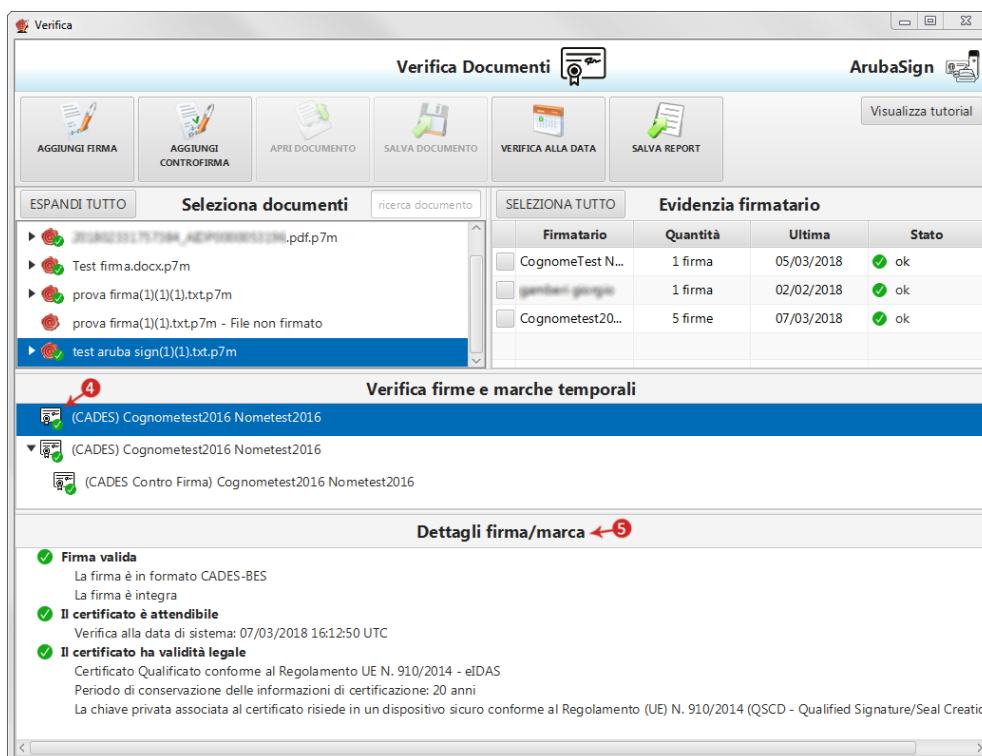 Verifica
Verifica Documenti
ArubaSign
AGGIUNGI FIRMA
AGGIUNGI CONTROFIRMA
APRI DOCUMENTO
SALVA DOCUMENTO
VERIFICA ALLA DATA
SALVA REPORT
Visualizza tutorial
ESPANDI TUTTO
Seleziona documenti
ricerca documento
SELEZIONA TUTTO
Evidenzia firmatario
.pdf.p7m
Test firma.docx.p7m
prova firma(1)(1)(1).txt.p7m
prova firma(1)(1).txt.p7m - File non firmato
test aruba sign(1)(1).txt.p7m
Firmatario Quantità Ultima Stato
CognomeTest N... 1 firma 05/03/2018 ok
1 firma 02/02/2018 ok
Cognometest20... 5 firme 07/03/2018 ok
4
Verifica firme e marche temporali
(CADES) Cognometest2016 Nometest2016
(CADES) Cognometest2016 Nometest2016
(CADES Contro Firma) Cognometest2016 Nometest2016
Dettagli firma/marca
5
Firma valida
La firma è in formato CADES-BES
La firma è integra
Il certificato è attendibile
Verifica alla data di sistema: 07/03/2018 16:12:50 UTC
Il certificato ha validità legale
Certificato Qualificato conforme al Regolamento UE N. 910/2014 - eIDAS
Periodo di conservazione delle informazioni di certificazione: 20 anni
La chiave privata associata al certificato risiede in un dispositivo sicuro conforme al Regolamento (UE) N. 910/2014 (QSCD - Qualified Signature/Seal Creatio